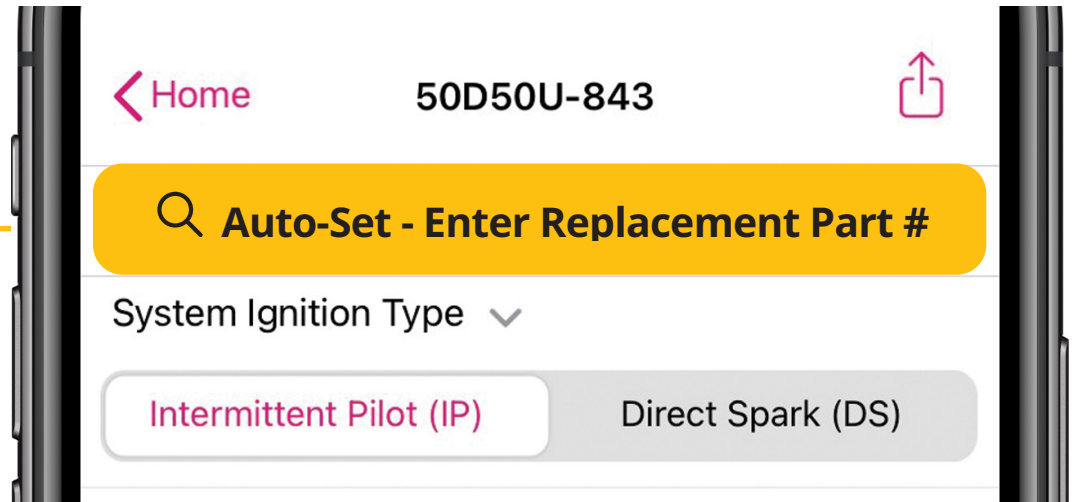 Home
50D50U-843
Auto-Set - Enter Replacement Part #
System Ignition Type
Intermittent Pilot (IP)
Direct Spark (DS)